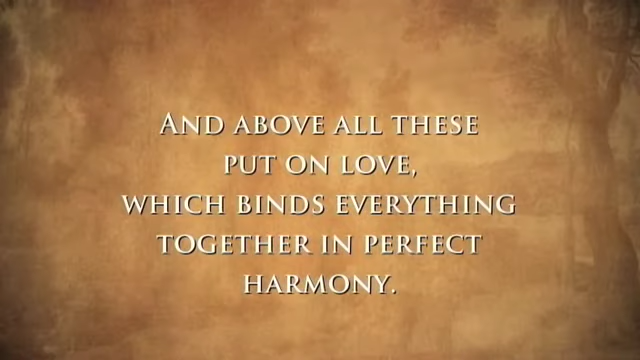 And above all these
put on love,
which binds everything
together in perfect
harmony.